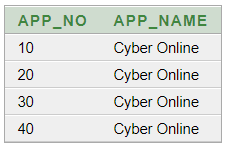 APP_NO APP_NAME
10 Cyber Online
20 Cyber Online
30 Cyber Online
40 Cyber Online